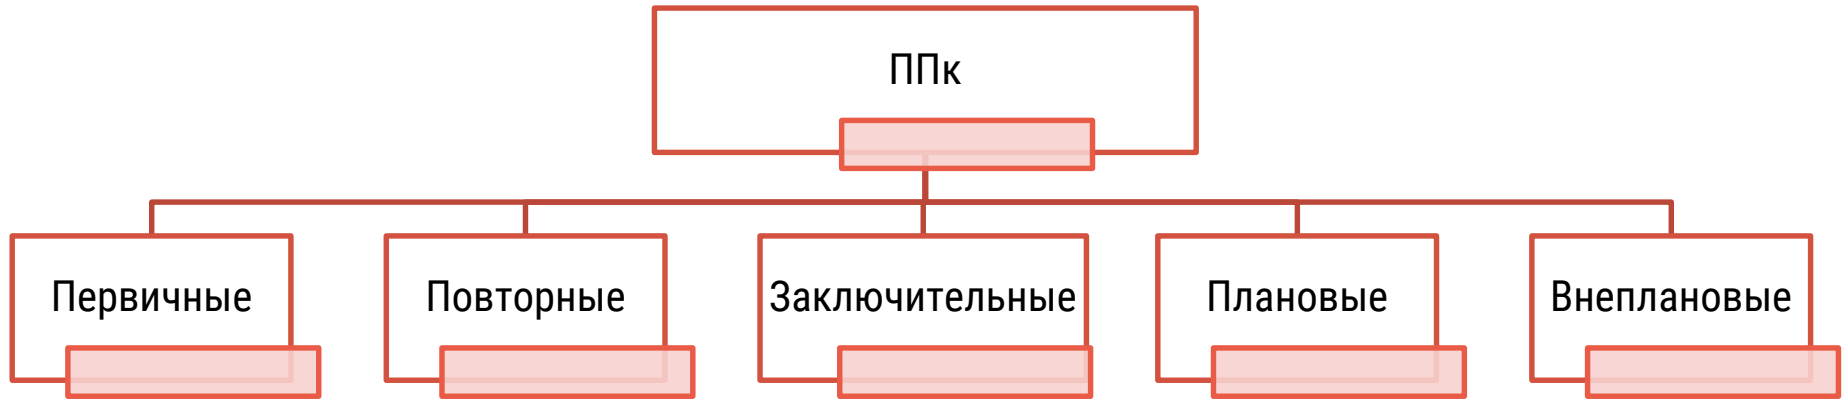 ППк
Первичные
Повторные
Заключительные
Плановые
Внеплановые